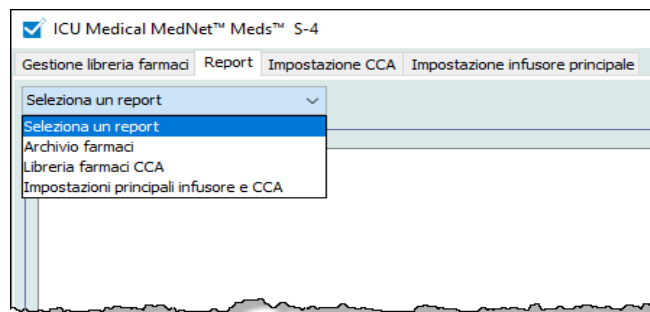 ICU Medical MedNet™ Meds™ S-4
Gestione libreria farmaci Report Impostazione CCA Impostazione infusore principale
Seleziona un report
Seleziona un report
Archivio farmaci
Libreria farmaci CCA
Impostazioni principali infusore e CCA